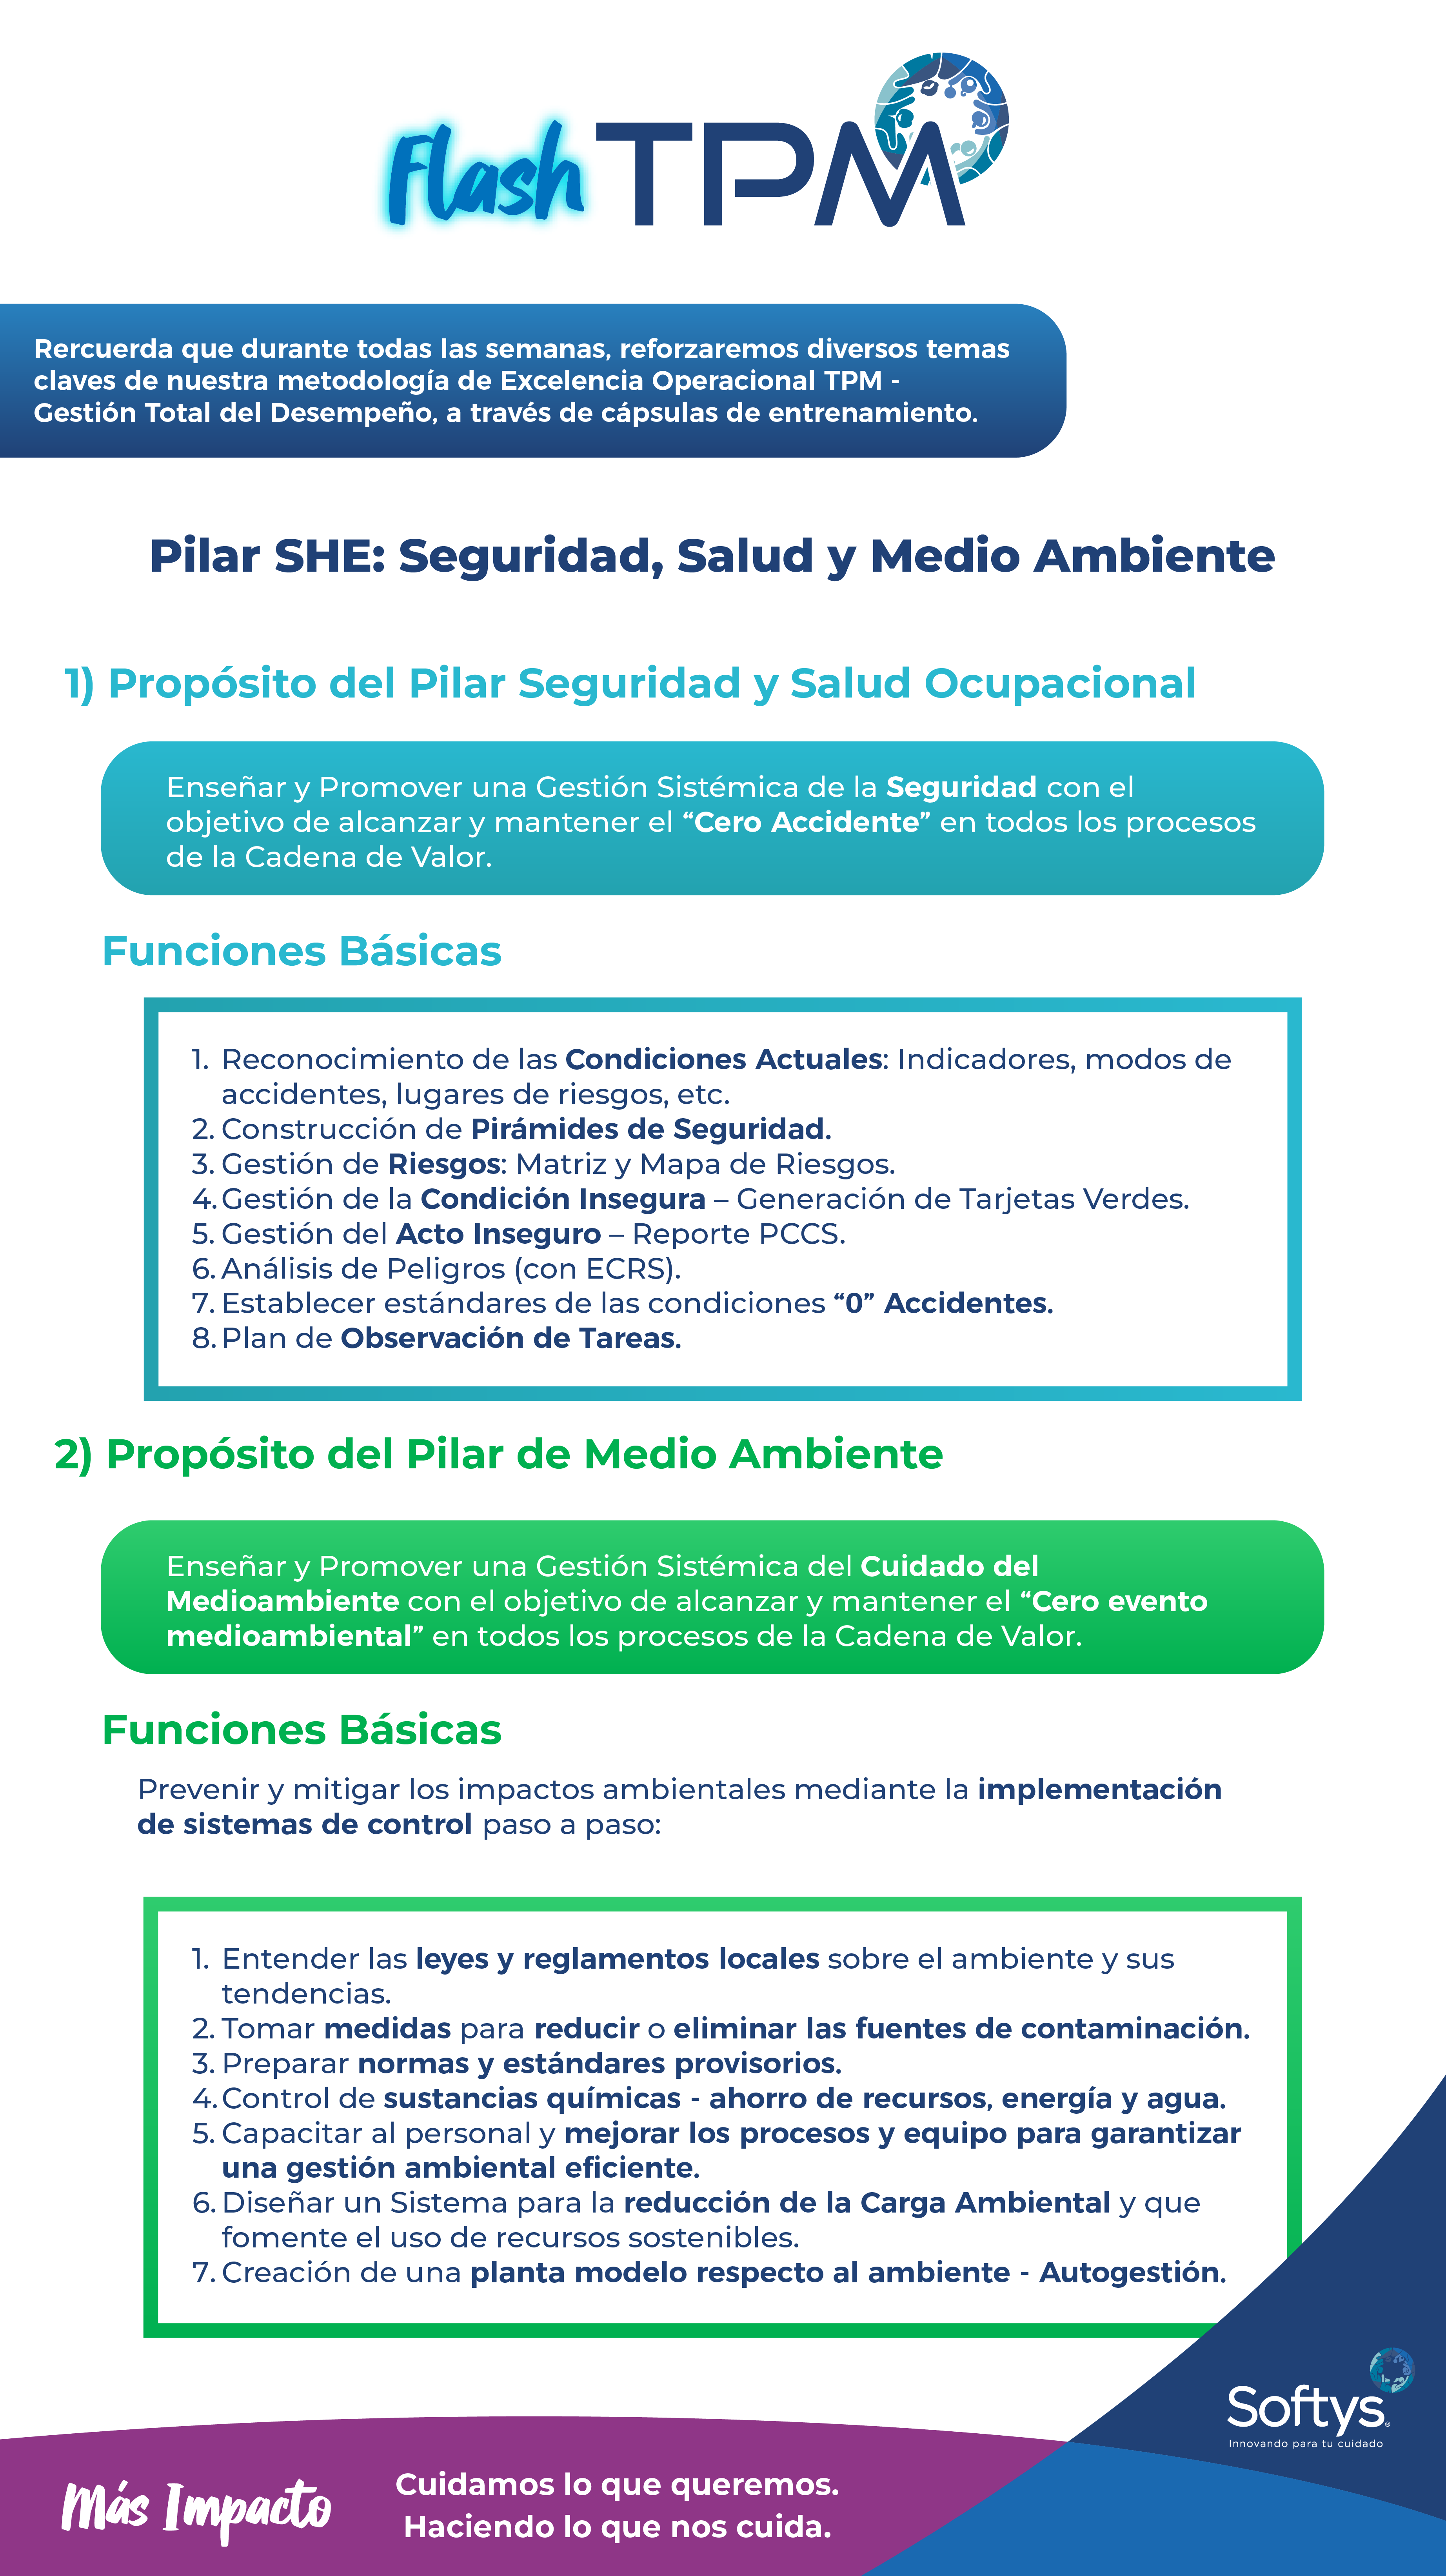 Flash TPM
Rercuerda que durante todas las semanas, reforzaremos diversos temas
claves de nuestra metodología de Excelencia Operacional TPM -
Gestión Total del Desempeño, a través de cápsulas de entrenamiento.
Pilar SHE: Seguridad, Salud y Medio Ambiente
1) Propósito del Pilar Seguridad y Salud Ocupacional
Enseñar y Promover una Gestión Sistémica de la Seguridad con el
objetivo de alcanzar y mantener el “Cero Accidente” en todos los procesos
de la Cadena de Valor.
Funciones Básicas
1. Reconocimiento de las Condiciones Actuales: Indicadores, modos de
accidentes, lugares de riesgos, etc.
2. Construcción de Pirámides de Seguridad.
3. Gestión de Riesgos: Matriz y Mapa de Riesgos.
4. Gestión de la Condición Insegura – Generación de Tarjetas Verdes.
5. Gestión del Acto Inseguro – Reporte PCCS.
6. Análisis de Peligros (con ECRS).
7. Establecer estándares de las condiciones “0” Accidentes.
8. Plan de Observación de Tareas.
2) Propósito del Pilar de Medio Ambiente
Enseñar y Promover una Gestión Sistémica del Cuidado del
Medioambiente con el objetivo de alcanzar y mantener el “Cero evento
medioambiental” en todos los procesos de la Cadena de Valor.
Funciones Básicas
Prevenir y mitigar los impactos ambientales mediante la implementación
de sistemas de control paso a paso:
1. Entender las leyes y reglamentos locales sobre el ambiente y sus
tendencias.
2. Tomar medidas para reducir o eliminar las fuentes de contaminación.
3. Preparar normas y estándares provisorios.
4. Control de sustancias químicas - ahorro de recursos, energía y agua.
5. Capacitar al personal y mejorar los procesos y equipo para garantizar
una gestión ambiental eficiente.
6. Diseñar un Sistema para la reducción de la Carga Ambiental y que
fomente el uso de recursos sostenibles.
7. Creación de una planta modelo respecto al ambiente - Autogestión.
Softys®
Innovando para tu cuidado
Más Impacto
Cuidamos lo que queremos.
Haciendo lo que nos cuida.